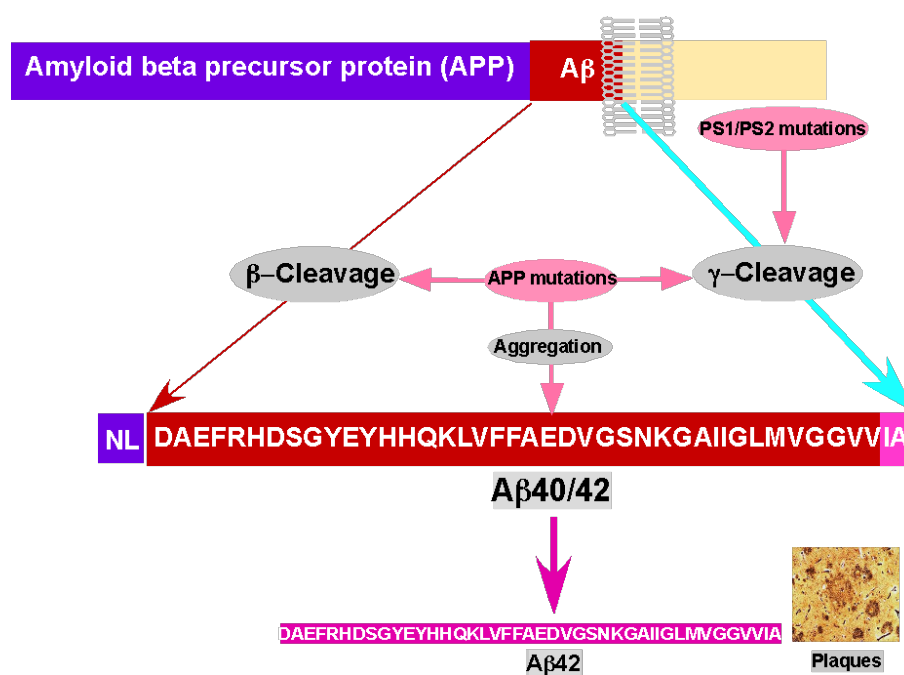 Amyloid beta precursor protein (APP)
Aβ
PS1/PS2 mutations
β–Cleavage
APP mutations
γ–Cleavage
Aggregation
NL
DAEFRHDSGYEYHHQKLVFFAEDVGSNKGAIIGLMVGGVVIA
Aβ40/42
DAEFRHDSGYEYHHQKLVFFAEDVGSNKGAIIGLMVGGVVIA
Aβ42
Plaques